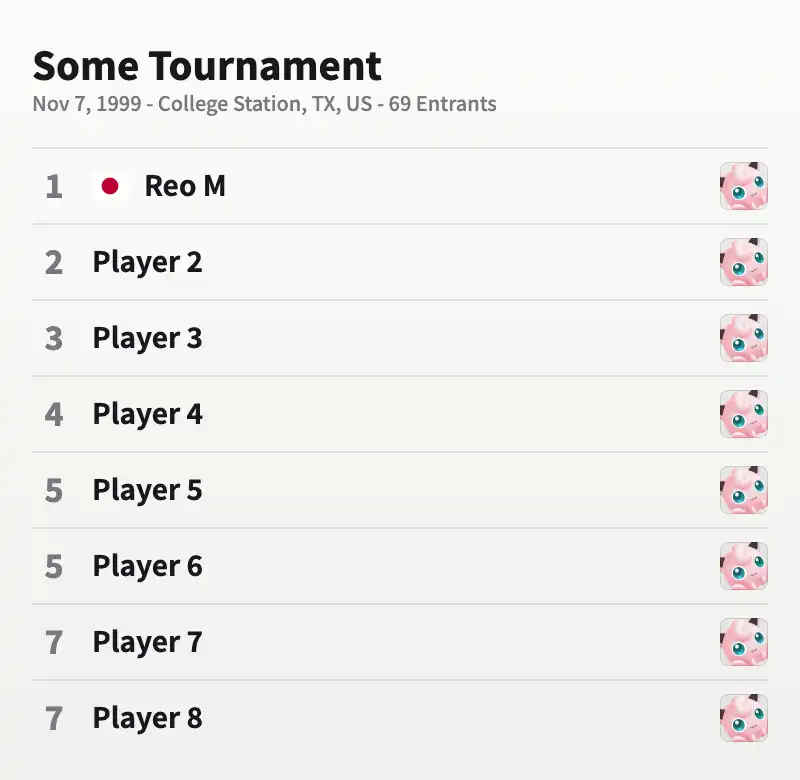 Some Tournament
Nov 7, 1999 - College Station, TX, US - 69 Entrants
1 Reo M
2 Player 2
3 Player 3
4 Player 4
5 Player 5
5 Player 6
7 Player 7
7 Player 8